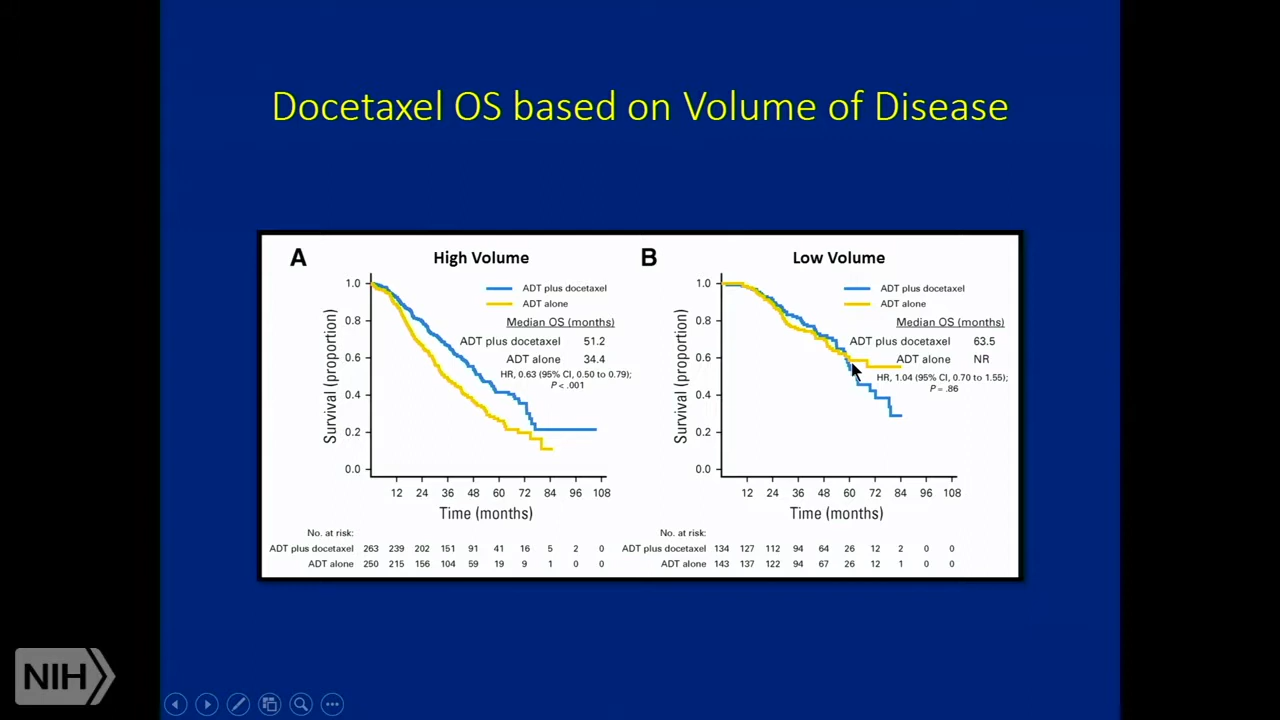 Docetaxel OS based on Volume of Disease
A
High Volume
1.0
0.8
0.6
0.4
0.2
0.0
Survival (proportion)
ADT plus docetaxel
ADT alone
Median OS (months)
ADT plus docetaxel 51.2
ADT alone 34.4
HR, 0.63 (95% CI, 0.50 to 0.79);
P < .001
12 24 36 48 60 72 84 96 108
Time (months)
No. at risk:
ADT plus docetaxel 263 239 202 151 91 41 16 5 2 0
ADT alone 250 215 156 104 59 19 9 1 0 0
B
Low Volume
1.0
0.8
0.6
0.4
0.2
0.0
Survival (proportion)
ADT plus docetaxel
ADT alone
Median OS (months)
ADT plus docetaxel 63.5
ADT alone NR
HR, 1.04 (95% CI, 0.70 to 1.55);
P = .86
12 24 36 48 60 72 84 96 108
Time (months)
No. at risk:
ADT plus docetaxel 134 127 112 94 64 26 12 2 0 0
ADT alone 143 137 122 94 67 26 12 1 0 0
NIH